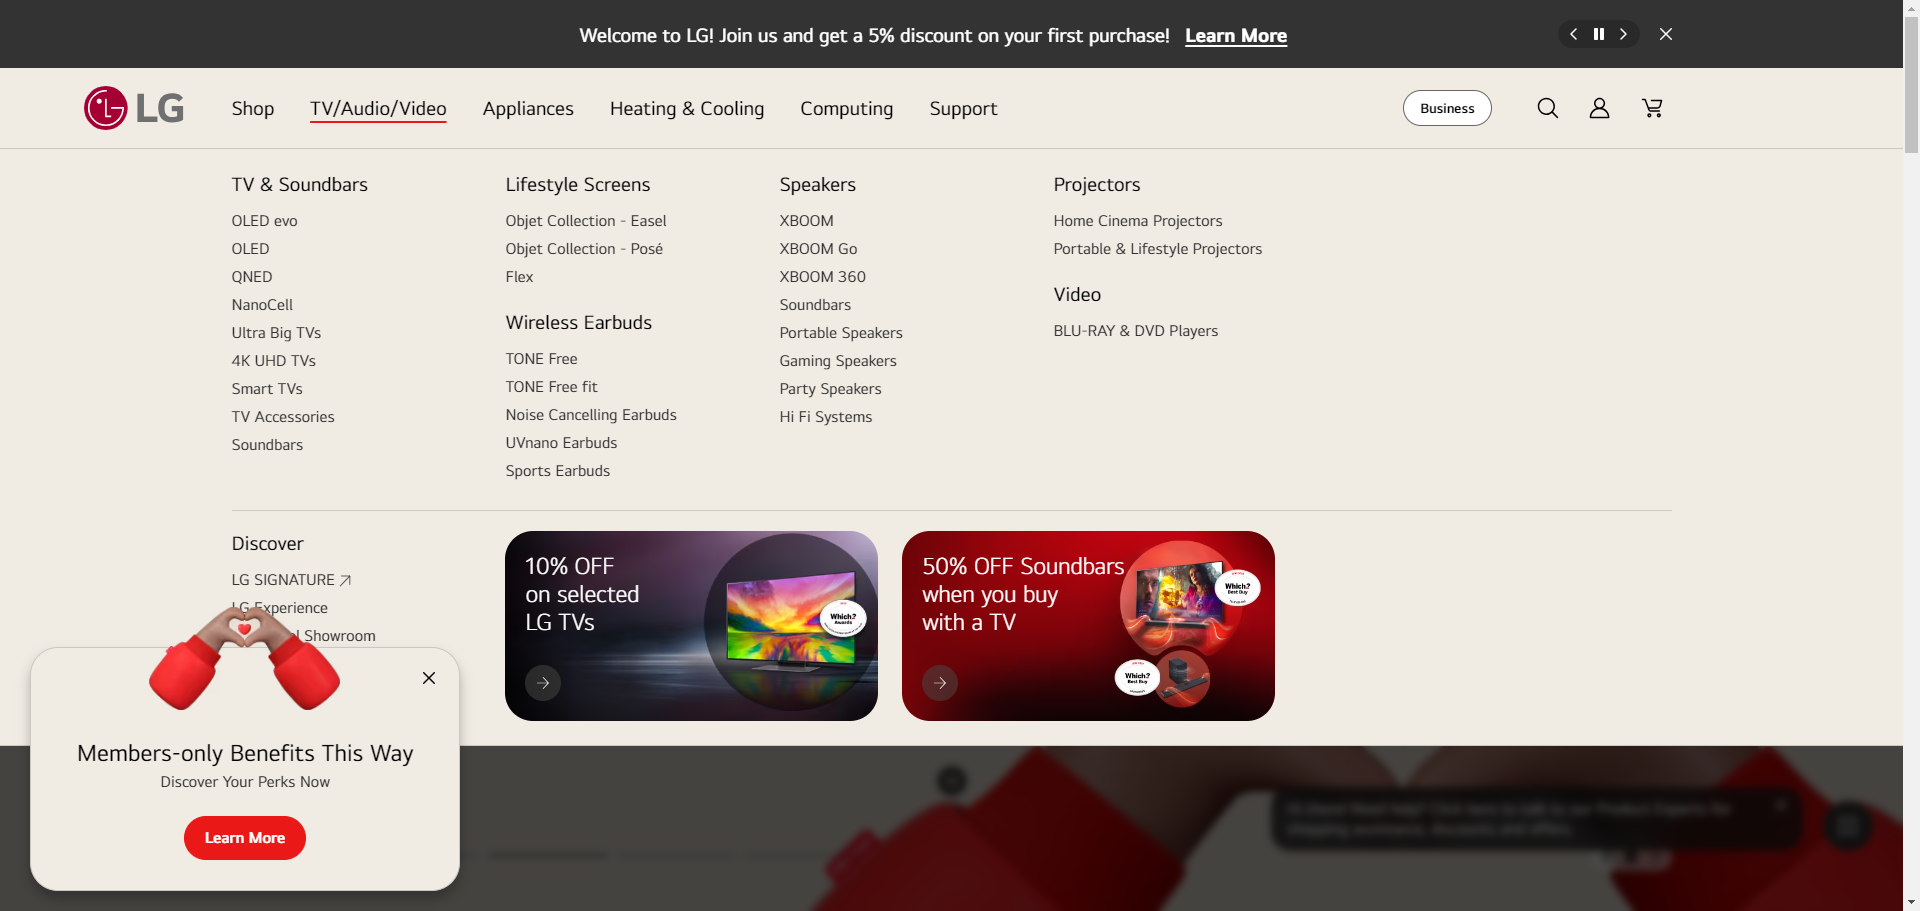 Welcome to LG! Join us and get a 5% discount on your first purchase! Learn More
LG
Shop
TV/Audio/Video
Appliances
Heating & Cooling
Computing
Support
Business
TV & Soundbars
OLED evo
OLED
QNED
NanoCell
Ultra Big TVs
4K UHD TVs
Smart TVs
TV Accessories
Soundbars
Lifestyle Screens
Objet Collection - Easel
Objet Collection - Posé
Flex
Wireless Earbuds
TONE Free
TONE Free fit
Noise Cancelling Earbuds
UVnano Earbuds
Sports Earbuds
Speakers
XBOOM
XBOOM Go
XBOOM 360
Soundbars
Portable Speakers
Gaming Speakers
Party Speakers
Hi Fi Systems
Projectors
Home Cinema Projectors
Portable & Lifestyle Projectors
Video
BLU-RAY & DVD Players
Discover
LG SIGNATURE
LG Experience
Showroom
10% OFF
on selected
LG TVs
Which?
Awards
50% OFF Soundbars
when you buy
with a TV
Which?
Best Buy
Which?
Best Buy
Members-only Benefits This Way
Discover Your Perks Now
Learn More